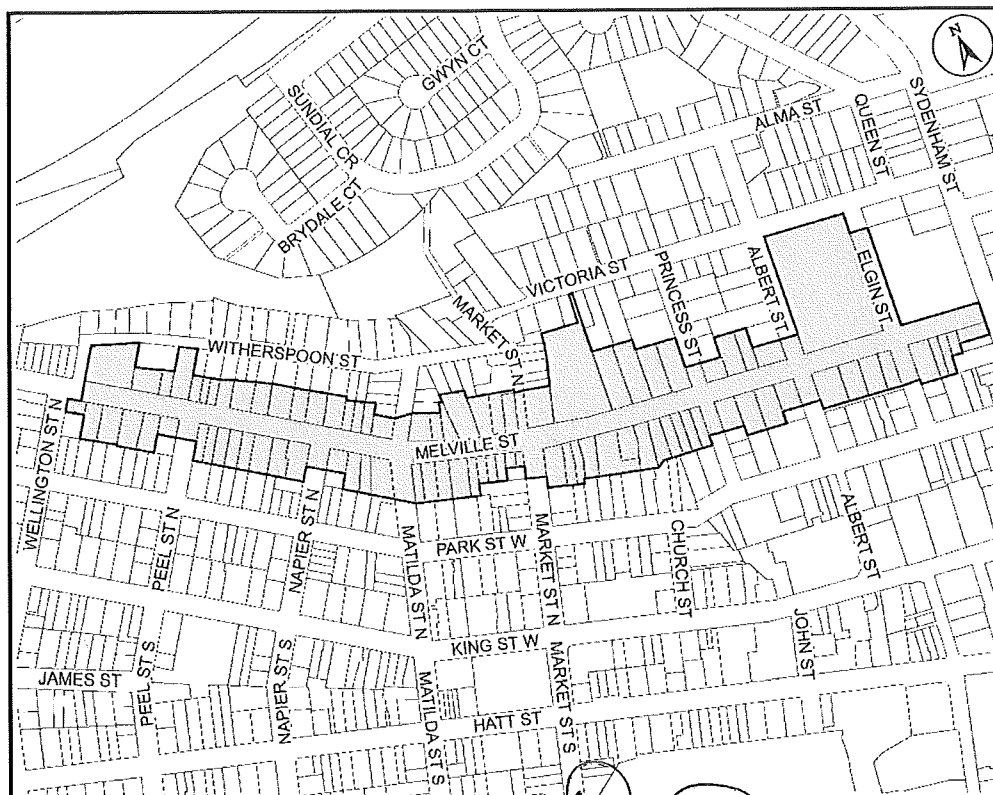 N
GWYN CT
SUNDIAL CR
BRYDALE CT
ALMA ST
QUEEN ST
SYDENHAM ST
VICTORIA ST
MARKET ST N
PRINCESS ST
ALBERT ST
ELGIN ST
WITHERSPOON ST
MELVILLE ST
WELLINGTON ST N
PEEL ST N
NAPIER ST N
MATILDA ST N
PARK ST W
MARKET ST N
CHURCH ST
ALBERT ST
KING ST W
JOHN ST
JAMES ST
PEEL ST S
NAPIER ST S
MATILDA ST S
HATT ST
MARKET ST S